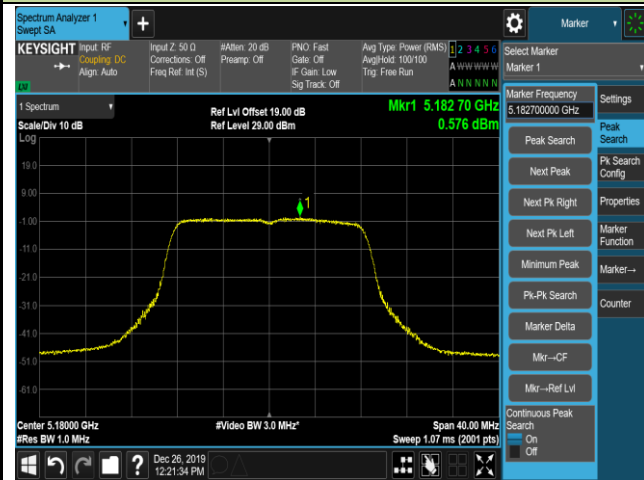 Spectrum Analyzer 1
Swept SA
Marker
KEYSIGHT
Input: RF
Coupling: DC
Align: Auto
Input Z: 50 Ω
Corrections: Off
Freq Ref: Int (S)
#Atten: 20 dB
Preamp: Off
PNO: Fast
Gate: Off
IF Gain: Low
Sig Track: Off
Avg Type: Power (RMS)
Avg|Hold: 100/100
Trig: Free Run
1 2 3 4 5 6
A W W W W W
A N N N N N
LXI
Select Marker
Marker 1
1 Spectrum
Scale/Div 10 dB
Log
Ref Lvl Offset 19.00 dB
Ref Level 29.00 dBm
Mkr1 5.182 70 GHz
0.576 dBm
19.0
9.00
-1.00
-11.0
-21.0
-31.0
-41.0
-51.0
-61.0
1
Center 5.18000 GHz
#Res BW 1.0 MHz
#Video BW 3.0 MHz*
Span 40.00 MHz
Sweep 1.07 ms (2001 pts)
Marker Frequency
5.182700000 GHz
Peak Search
Next Peak
Next Pk Right
Next Pk Left
Minimum Peak
Pk-Pk Search
Marker Delta
Mkr→CF
Mkr→Ref Lvl
Continuous Peak
Search
On
Off
Settings
Peak
Search
Pk Search
Config
Properties
Marker
Function
Marker→
Counter
?
Dec 26, 2019
12:21:34 PM